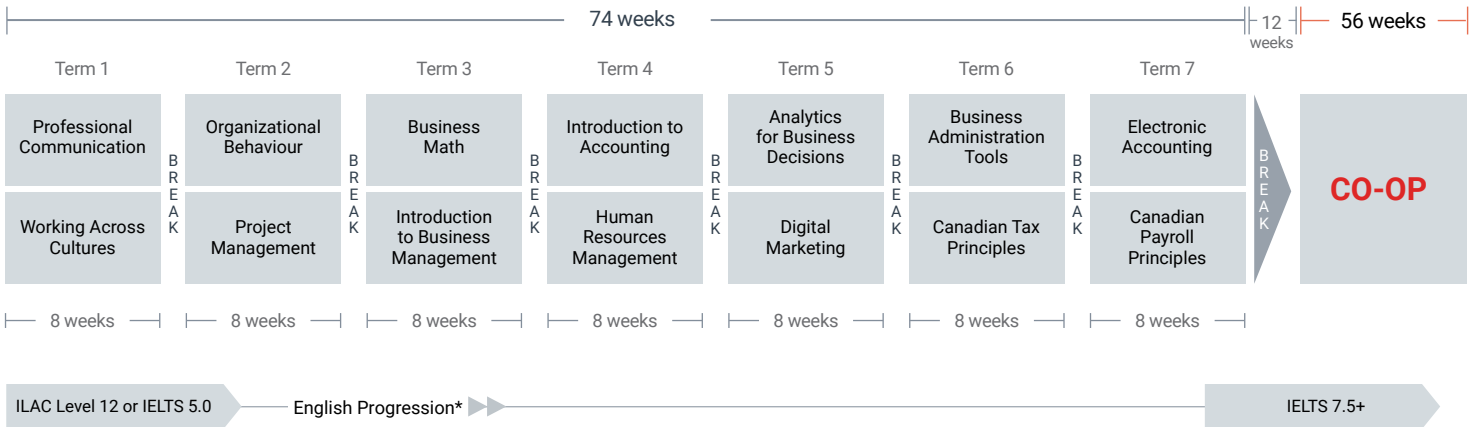 74 weeks
12
weeks
56 weeks
Term 1
Term 2
Term 3
Term 4
Term 5
Term 6
Term 7
Professional
Communication
Organizational
Behaviour
Business
Math
Introduction to
Accounting
Analytics
for Business
Decisions
Business
Administration
Tools
Electronic
Accounting
Working Across
Cultures
Project
Management
Introduction
to Business
Management
Human
Resources
Management
Digital
Marketing
Canadian Tax
Principles
Canadian
Payroll
Principles
BREAK
BREAK
BREAK
BREAK
BREAK
BREAK
BREAK
CO-OP
8 weeks
8 weeks
8 weeks
8 weeks
8 weeks
8 weeks
8 weeks
ILAC Level 12 or IELTS 5.0
English Progression*
IELTS 7.5+